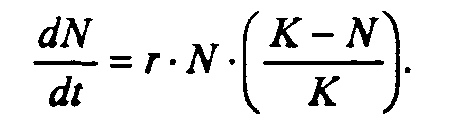 dN/dt = r · N · ((K − N)/K).